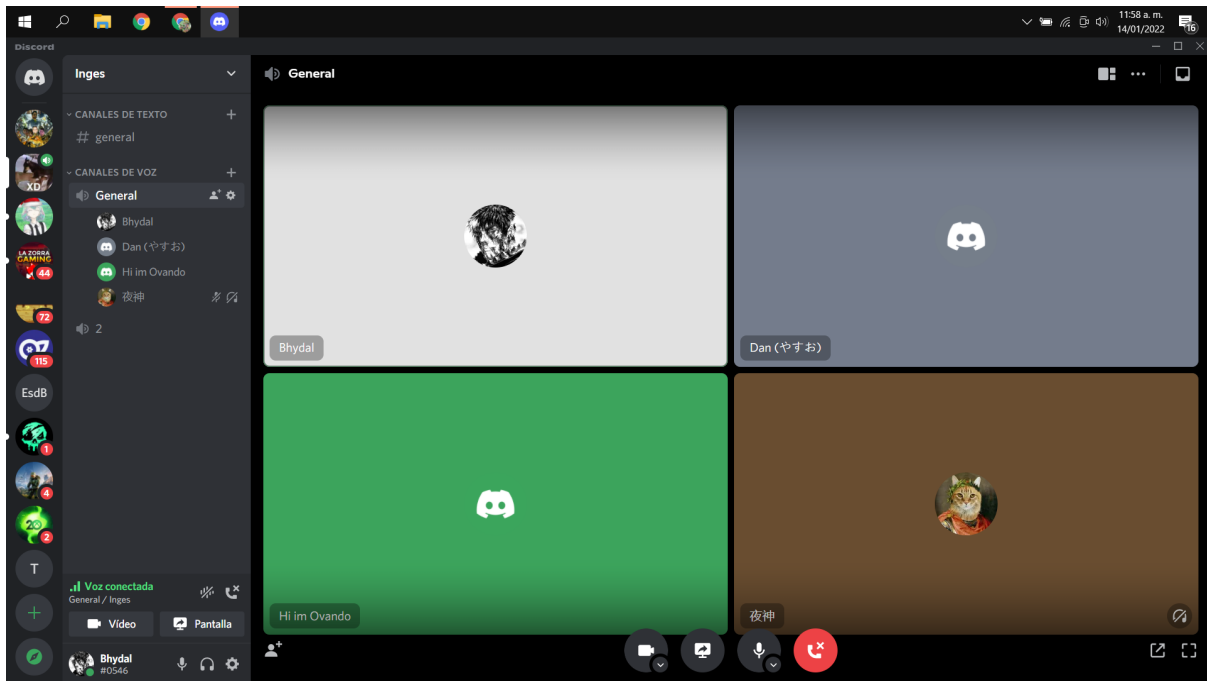 11:58 a. m.
14/01/2022
16
Discord
Inges
General
CANALES DE TEXTO
general
CANALES DE VOZ
General
Bhydal
Dan (やすお)
Hi im Ovando
夜神
2
XD
LA ZORRA
GAMING
44
72
115
EsdB
1
4
20
2
T
Voz conectada
General / Inges
Vídeo
Pantalla
Bhydal
#0546
Bhydal
Dan (やすお)
Hi im Ovando
夜神